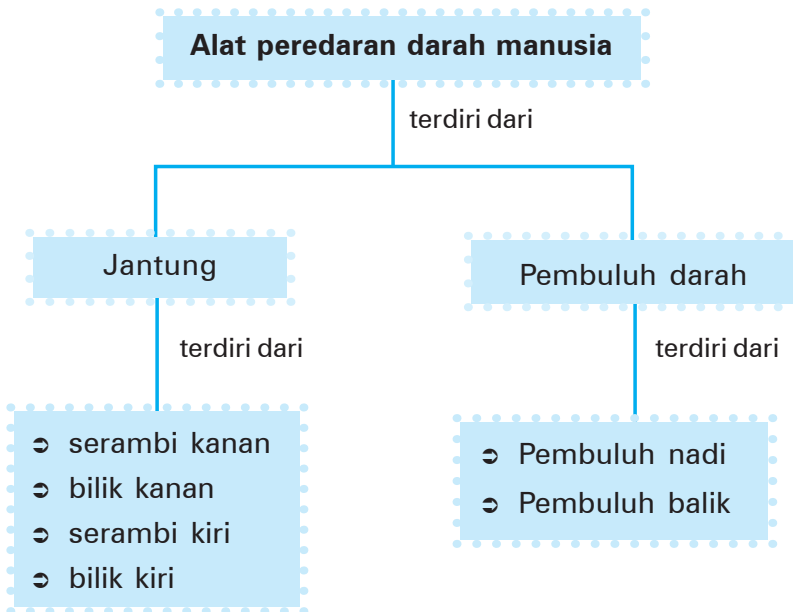 Alat peredaran darah manusia
terdiri dari
Jantung
Pembuluh darah
terdiri dari
terdiri dari
➲ serambi kanan
➲ bilik kanan
➲ serambi kiri
➲ bilik kiri
➲ Pembuluh nadi
➲ Pembuluh balik